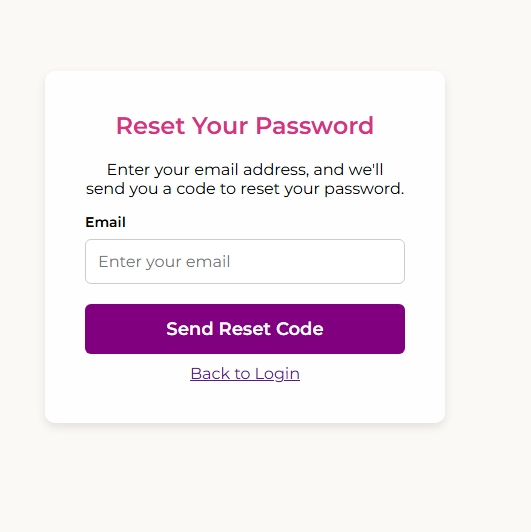 Reset Your Password
Enter your email address, and we'll
send you a code to reset your password.
Email
Enter your email
Send Reset Code
Back to Login